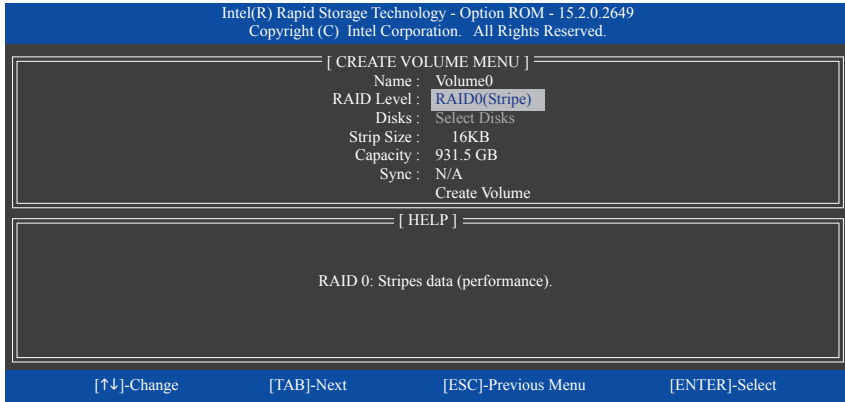 Intel(R) Rapid Storage Technology - Option ROM - 15.2.0.2649
Copyright (C) Intel Corporation. All Rights Reserved.
[ CREATE VOLUME MENU ]
Name : Volume0
RAID Level : RAID0(Stripe)
Disks : Select Disks
Strip Size : 16KB
Capacity : 931.5 GB
Sync : N/A
Create Volume
[ HELP ]
RAID 0: Stripes data (performance).
[↑↓]-Change [TAB]-Next [ESC]-Previous Menu [ENTER]-Select